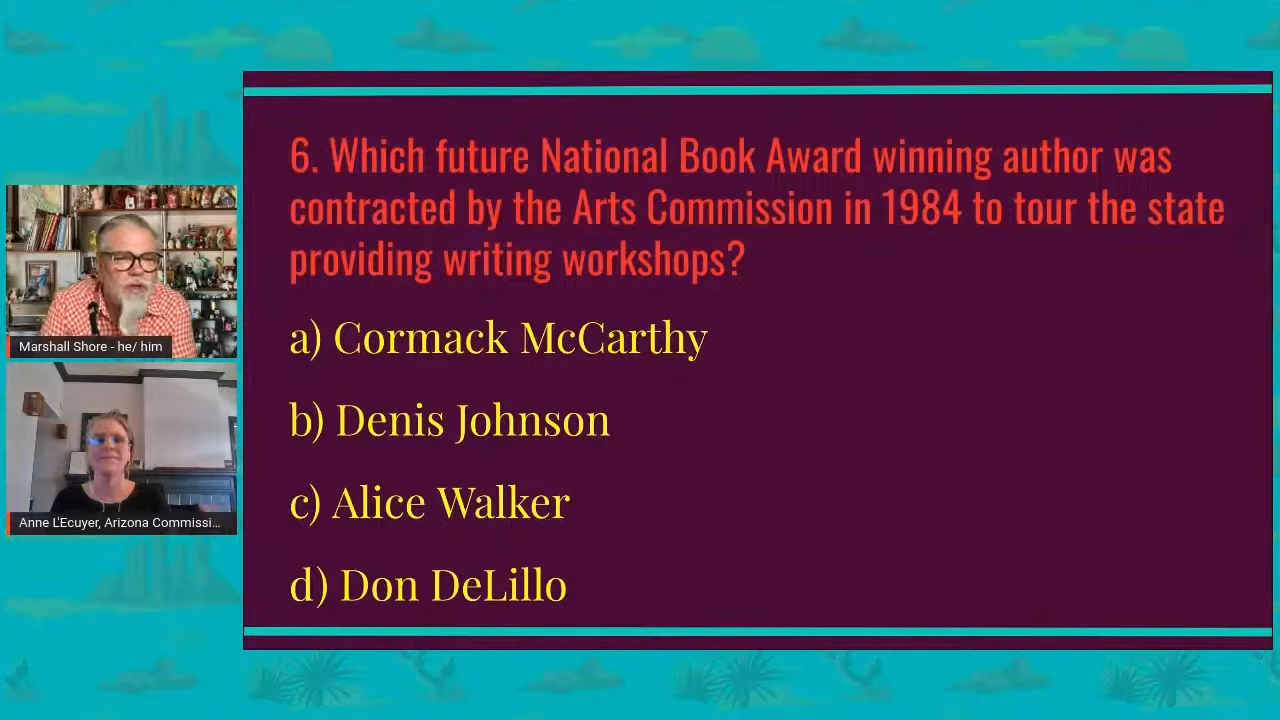 6. Which future National Book Award winning author was
contracted by the Arts Commission in 1984 to tour the state
providing writing workshops?
a) Cormack McCarthy
b) Denis Johnson
c) Alice Walker
d) Don DeLillo
Marshall Shore - he/ him
Anne L'Ecuyer, Arizona Commissi...